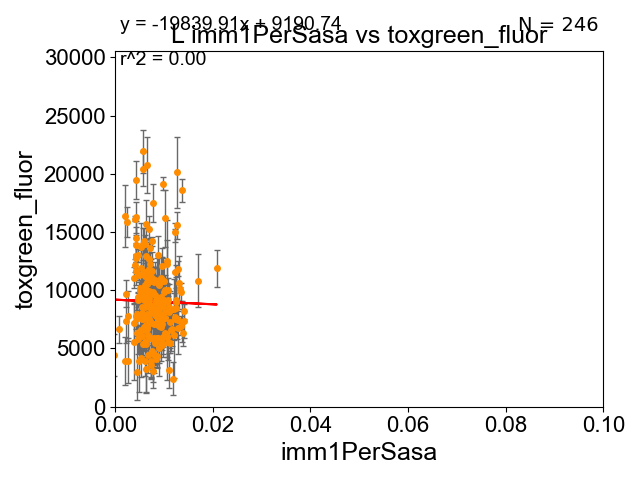 y = -19839.91x + 9190.74
N = 246
L imm1PerSasa vs toxgreen_fluor
r^2 = 0.00
30000
25000
20000
15000
10000
5000
0
toxgreen_fluor
0.00 0.02 0.04 0.06 0.08 0.10
imm1PerSasa